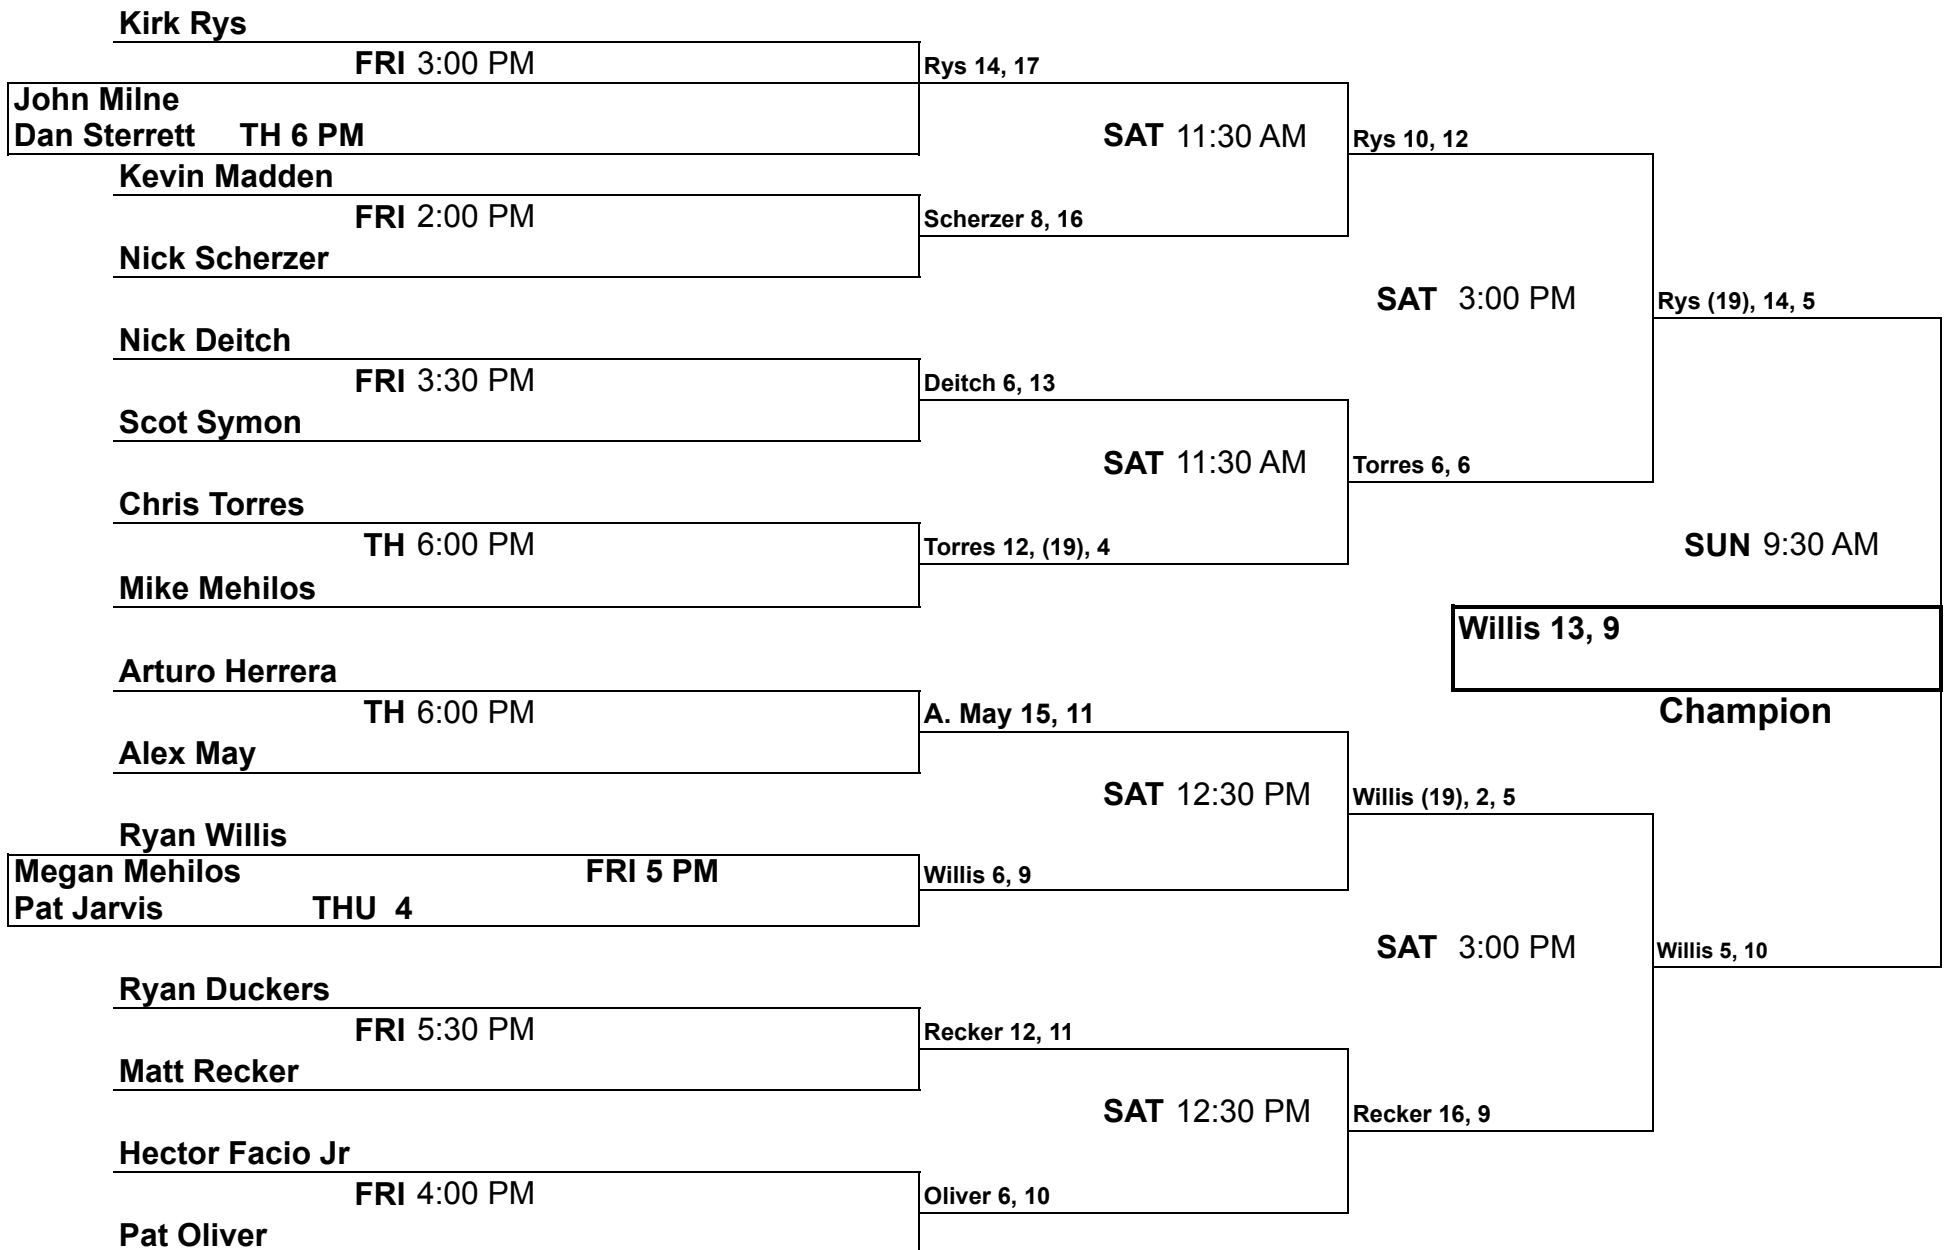 Kirk Rys
FRI 3:00 PM
Rys 14, 17
John Milne
Dan Sterrett TH 6 PM
SAT 11:30 AM
Rys 10, 12
Kevin Madden
FRI 2:00 PM
Scherzer 8, 16
Nick Scherzer
SAT 3:00 PM
Rys (19), 14, 5
Nick Deitch
FRI 3:30 PM
Deitch 6, 13
Scot Symon
SAT 11:30 AM
Torres 6, 6
Chris Torres
TH 6:00 PM
Torres 12, (19), 4
SUN 9:30 AM
Mike Mehilos
Willis 13, 9
Arturo Herrera
TH 6:00 PM
A. May 15, 11
Champion
Alex May
SAT 12:30 PM
Willis (19), 2, 5
Ryan Willis
Megan Mehilos FRI 5 PM
Willis 6, 9
Pat Jarvis THU 4
SAT 3:00 PM
Willis 5, 10
Ryan Duckers
FRI 5:30 PM
Recker 12, 11
Matt Recker
SAT 12:30 PM
Recker 16, 9
Hector Facio Jr
FRI 4:00 PM
Oliver 6, 10
Pat Oliver